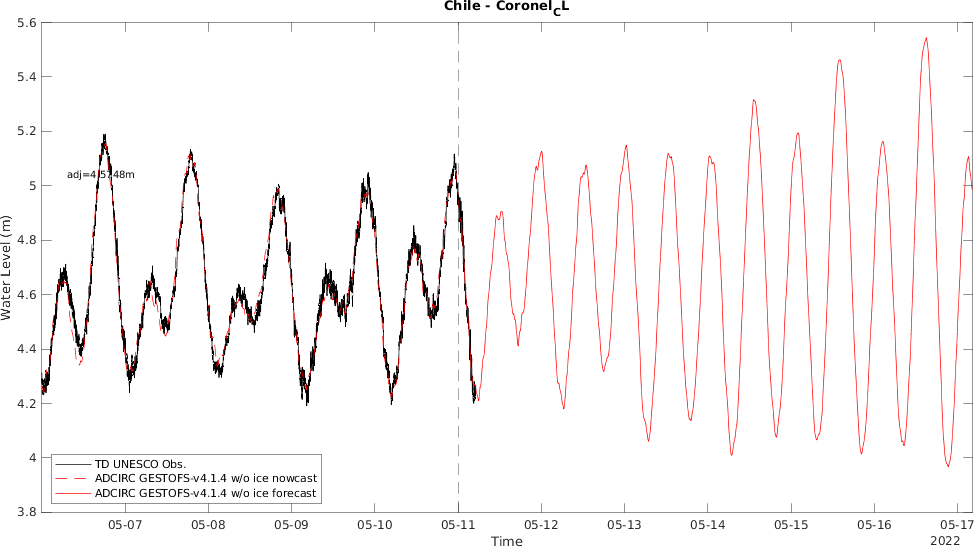 Chile - Coronel_CL
5.6
5.4
5.2
5
4.8
4.6
4.4
4.2
4
3.8
Water Level (m)
adj=4.5748m
TD UNESCO Obs.
ADCIRC GESTOFS-v4.1.4 w/o ice nowcast
ADCIRC GESTOFS-v4.1.4 w/o ice forecast
05-07 05-08 05-09 05-10 05-11 05-12 05-13 05-14 05-15 05-16 05-17
Time
2022